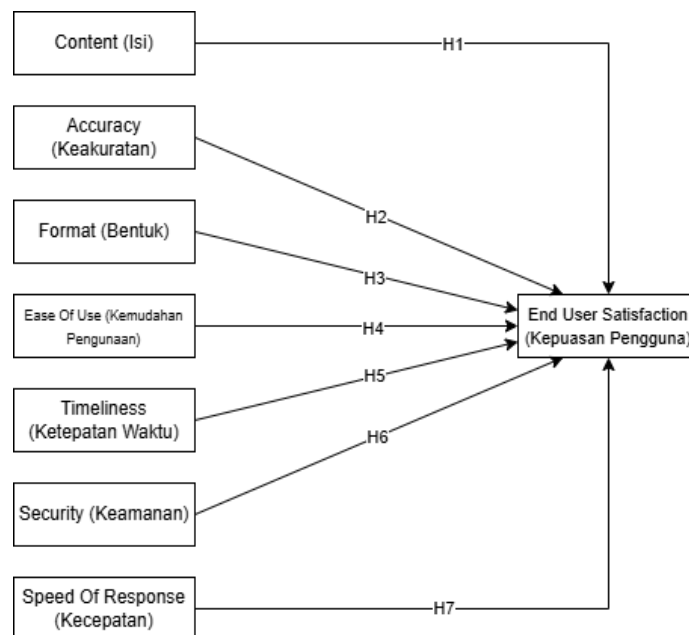 Content (Isi)
H1
Accuracy
(Keakuratan)
H2
Format (Bentuk)
H3
Ease Of Use (Kemudahan
Pengunaan)
H4
End User Satisfaction
(Kepuasan Pengguna)
Timeliness
(Ketepatan Waktu)
H5
H6
Security (Keamanan)
Speed Of Response
(Kecepatan)
H7